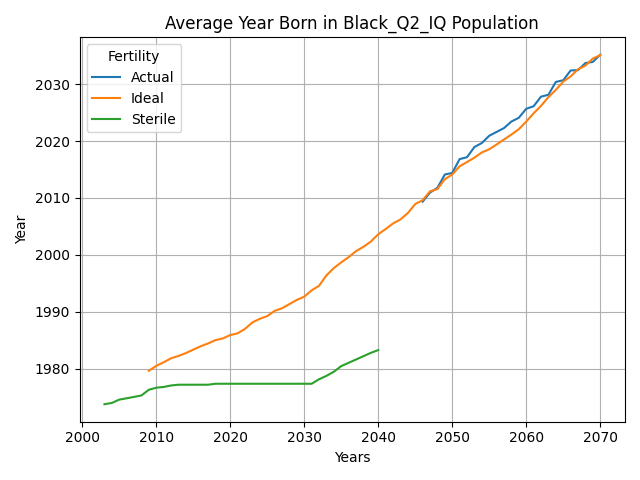 Average Year Born in Black_Q2_IQ Population
Fertility
Actual
Ideal
Sterile
Year
2030
2020
2010
2000
1990
1980
2000 2010 2020 2030 2040 2050 2060 2070
Years